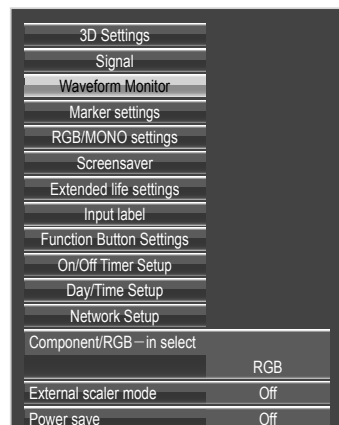 3D Settings
Signal
Waveform Monitor
Marker settings
RGB/MONO settings
Screensaver
Extended life settings
Input label
Function Button Settings
On/Off Timer Setup
Day/Time Setup
Network Setup
Component/RGB－in select
RGB
External scaler mode Off
Power save Off